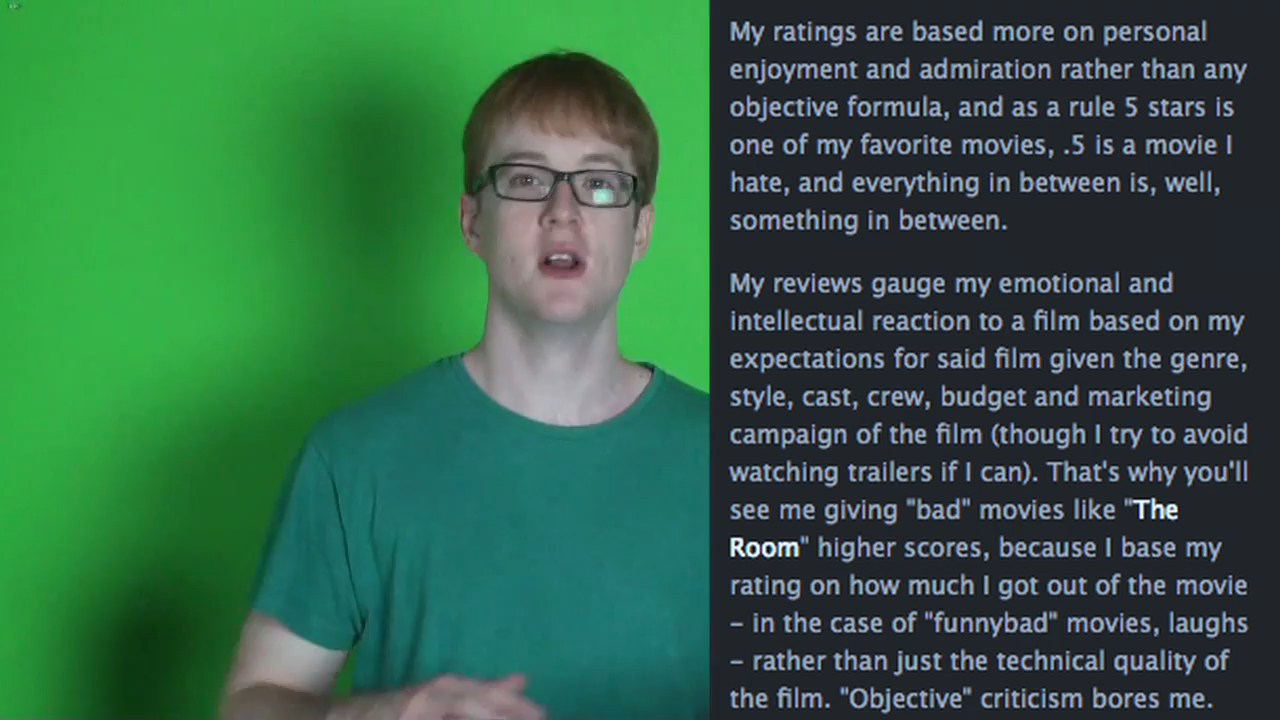 My ratings are based more on personal
enjoyment and admiration rather than any
objective formula, and as a rule 5 stars is
one of my favorite movies, .5 is a movie I
hate, and everything in between is, well,
something in between.
My reviews gauge my emotional and
intellectual reaction to a film based on my
expectations for said film given the genre,
style, cast, crew, budget and marketing
campaign of the film (though I try to avoid
watching trailers if I can). That's why you'll
see me giving "bad" movies like "The
Room" higher scores, because I base my
rating on how much I got out of the movie
– in the case of "funnybad" movies, laughs
– rather than just the technical quality of
the film. "Objective" criticism bores me.